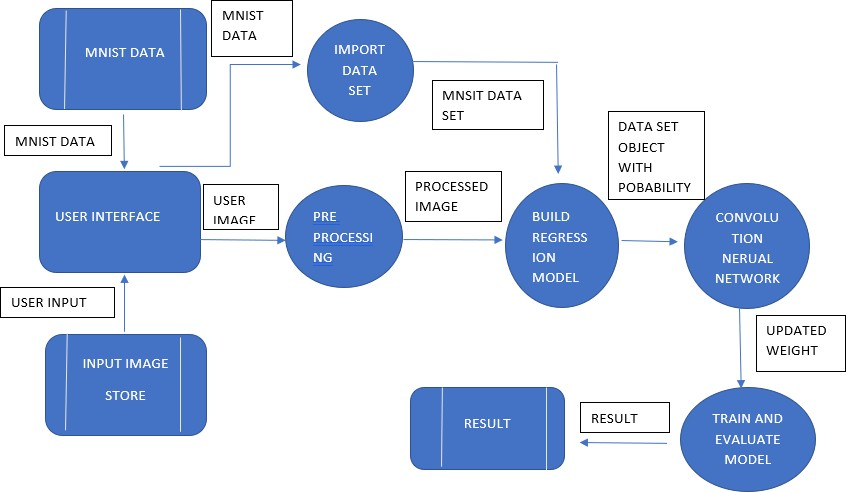 MNIST DATA
MNIST
DATA
IMPORT
DATA
SET
MNSIT DATA
SET
MNIST DATA
DATA SET
OBJECT
WITH
POBABILITY
USER INTERFACE
USER
IMAGE
PRE
PROCESSI
NG
PROCESSED
IMAGE
BUILD
REGRESS
ION
MODEL
CONVOLU
TION
NERUAL
NETWORK
USER INPUT
INPUT IMAGE
STORE
UPDATED
WEIGHT
RESULT
RESULT
TRAIN AND
EVALUATE
MODEL